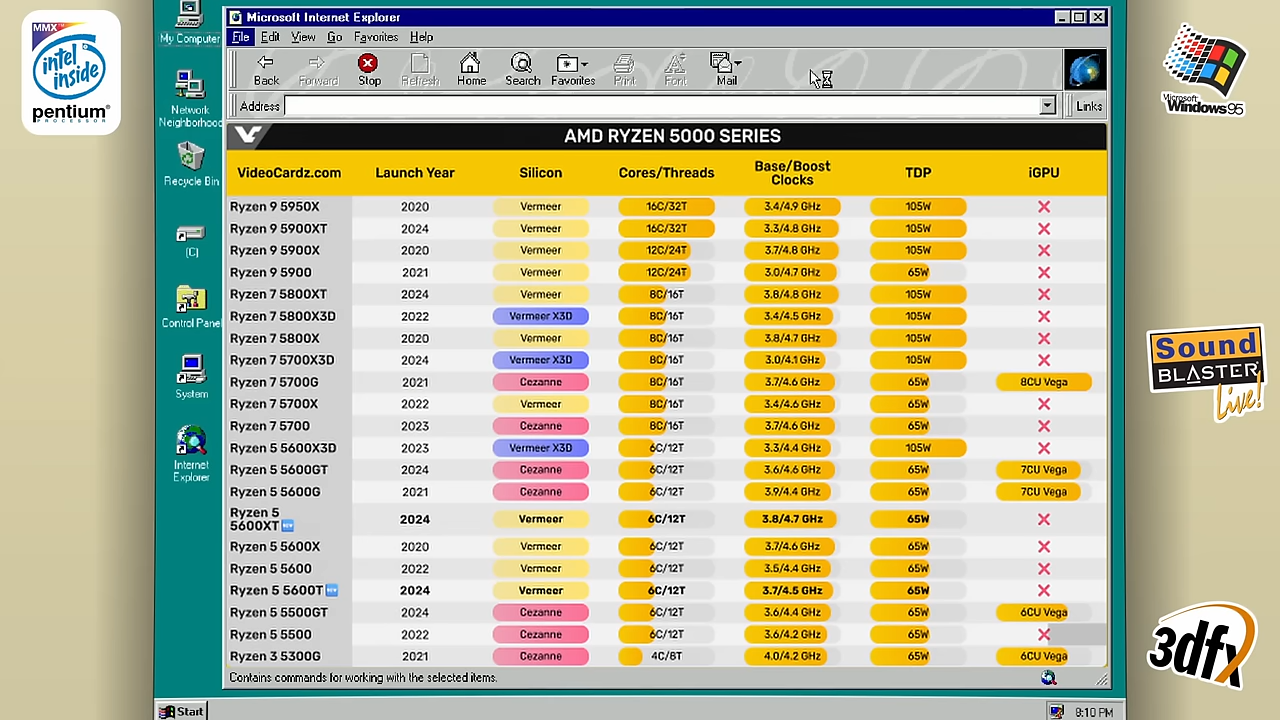 MMX
intel inside
pentium®
PROCESSOR
Microsoft Windows 95
Sound BLASTER Live!
3dfx
My Computer
Network Neighborhood
Recycle Bin
(C)
Control Panel
System
Internet Explorer
Microsoft Internet Explorer
File Edit View Go Favorites Help
Back Forward Stop Refresh Home Search Favorites Print Font Mail
Address Links
AMD RYZEN 5000 SERIES
VideoCardz.com Launch Year Silicon Cores/Threads Base/Boost Clocks TDP iGPU
Ryzen 9 5950X 2020 Vermeer 16C/32T 3.4/4.9 GHz 105W
Ryzen 9 5900XT 2024 Vermeer 16C/32T 3.3/4.8 GHz 105W
Ryzen 9 5900X 2020 Vermeer 12C/24T 3.7/4.8 GHz 105W
Ryzen 9 5900 2021 Vermeer 12C/24T 3.0/4.7 GHz 65W
Ryzen 7 5800XT 2024 Vermeer 8C/16T 3.8/4.8 GHz 105W
Ryzen 7 5800X3D 2022 Vermeer X3D 8C/16T 3.4/4.5 GHz 105W
Ryzen 7 5800X 2020 Vermeer 8C/16T 3.8/4.7 GHz 105W
Ryzen 7 5700X3D 2024 Vermeer X3D 8C/16T 3.0/4.1 GHz 105W
Ryzen 7 5700G 2021 Cezanne 8C/16T 3.7/4.6 GHz 65W 8CU Vega
Ryzen 7 5700X 2022 Vermeer 8C/16T 3.4/4.6 GHz 65W
Ryzen 7 5700 2023 Cezanne 8C/16T 3.7/4.6 GHz 65W
Ryzen 5 5600X3D 2023 Vermeer X3D 6C/12T 3.3/4.4 GHz 105W
Ryzen 5 5600GT 2024 Cezanne 6C/12T 3.6/4.6 GHz 65W 7CU Vega
Ryzen 5 5600G 2021 Cezanne 6C/12T 3.9/4.4 GHz 65W 7CU Vega
Ryzen 5 5600XT 2024 Vermeer 6C/12T 3.8/4.7 GHz 65W
Ryzen 5 5600X 2020 Vermeer 6C/12T 3.7/4.6 GHz 65W
Ryzen 5 5600 2022 Vermeer 6C/12T 3.5/4.4 GHz 65W
Ryzen 5 5600T 2024 Vermeer 6C/12T 3.7/4.5 GHz 65W
Ryzen 5 5500GT 2024 Cezanne 6C/12T 3.6/4.4 GHz 65W 6CU Vega
Ryzen 5 5500 2022 Cezanne 6C/12T 3.6/4.2 GHz 65W
Ryzen 3 5300G 2021 Cezanne 4C/8T 4.0/4.2 GHz 65W 6CU Vega
Contains commands for working with the selected items.
Start 8:10 PM